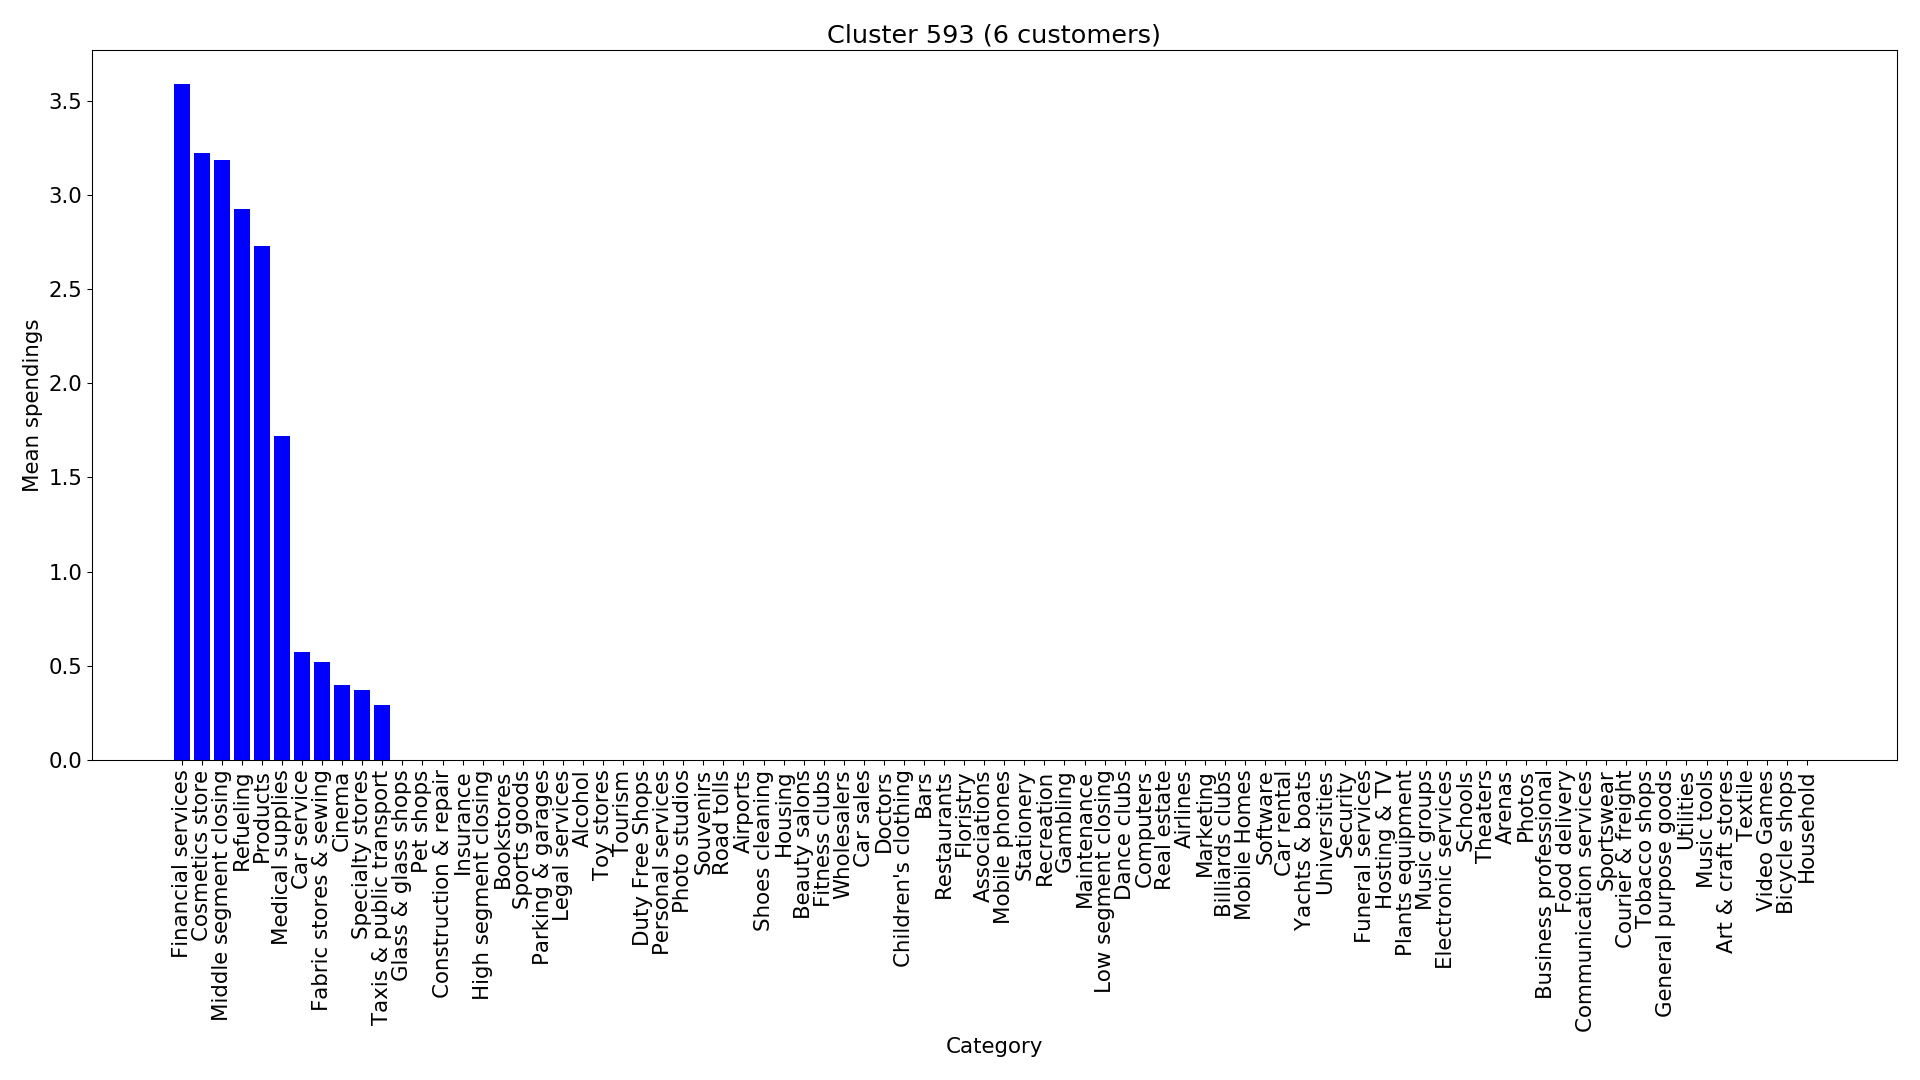 Cluster 593 (6 customers)
3.5
3.0
2.5
2.0
1.5
1.0
0.5
0.0
Mean spendings
Financial services
Cosmetics store
Middle segment closing
Refueling
Products
Medical supplies
Car service
Fabric stores & sewing
Cinema
Specialty stores
Taxis & public transport
Glass & glass shops
Pet shops
Construction & repair
Insurance
High segment closing
Bookstores
Sports goods
Parking & garages
Legal services
Alcohol
Toy stores
Tourism
Duty Free Shops
Personal services
Photo studios
Souvenirs
Road tolls
Airports
Shoes cleaning
Housing
Beauty salons
Fitness clubs
Wholesalers
Car sales
Doctors
Children's clothing
Bars
Restaurants
Floristry
Associations
Mobile phones
Stationery
Recreation
Gambling
Maintenance
Low segment closing
Dance clubs
Computers
Real estate
Airlines
Marketing
Billiards clubs
Mobile Homes
Software
Car rental
Yachts & boats
Universities
Security
Funeral services
Hosting & TV
Plants equipment
Music groups
Electronic services
Schools
Theaters
Arenas
Photos
Business professional
Food delivery
Communication services
Sportswear
Courier & freight
Tobacco shops
General purpose goods
Utilities
Music tools
Art & craft stores
Textile
Video Games
Bicycle shops
Household
Category